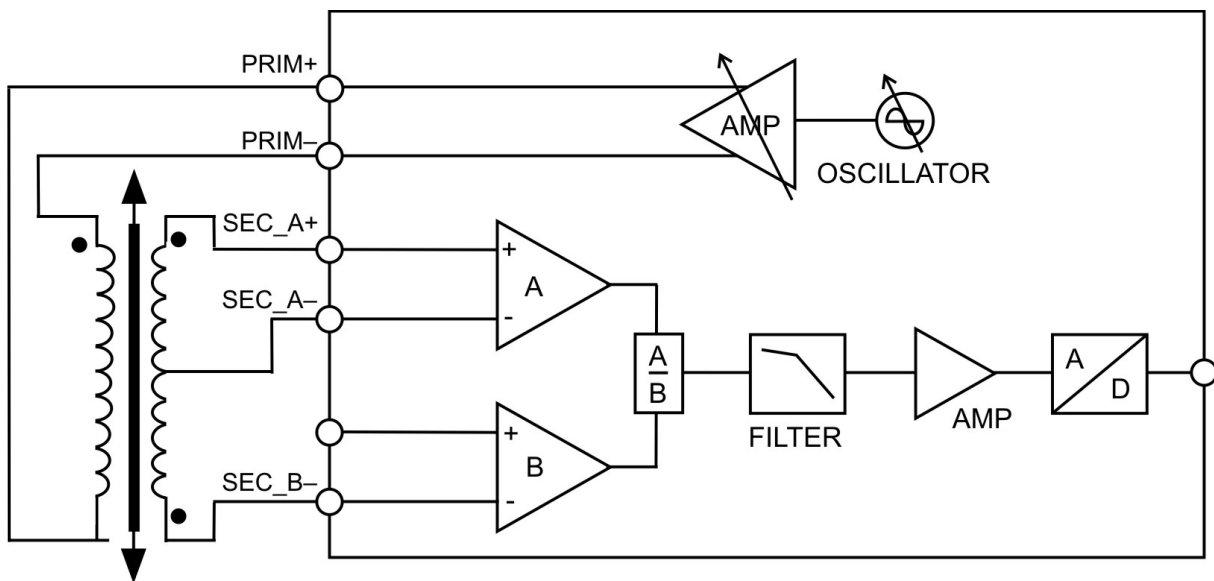 PRIM+
PRIM–
AMP
OSCILLATOR
SEC_A+
SEC_A–
+
A
-
A
B
+
B
-
SEC_B–
FILTER
AMP
A
D